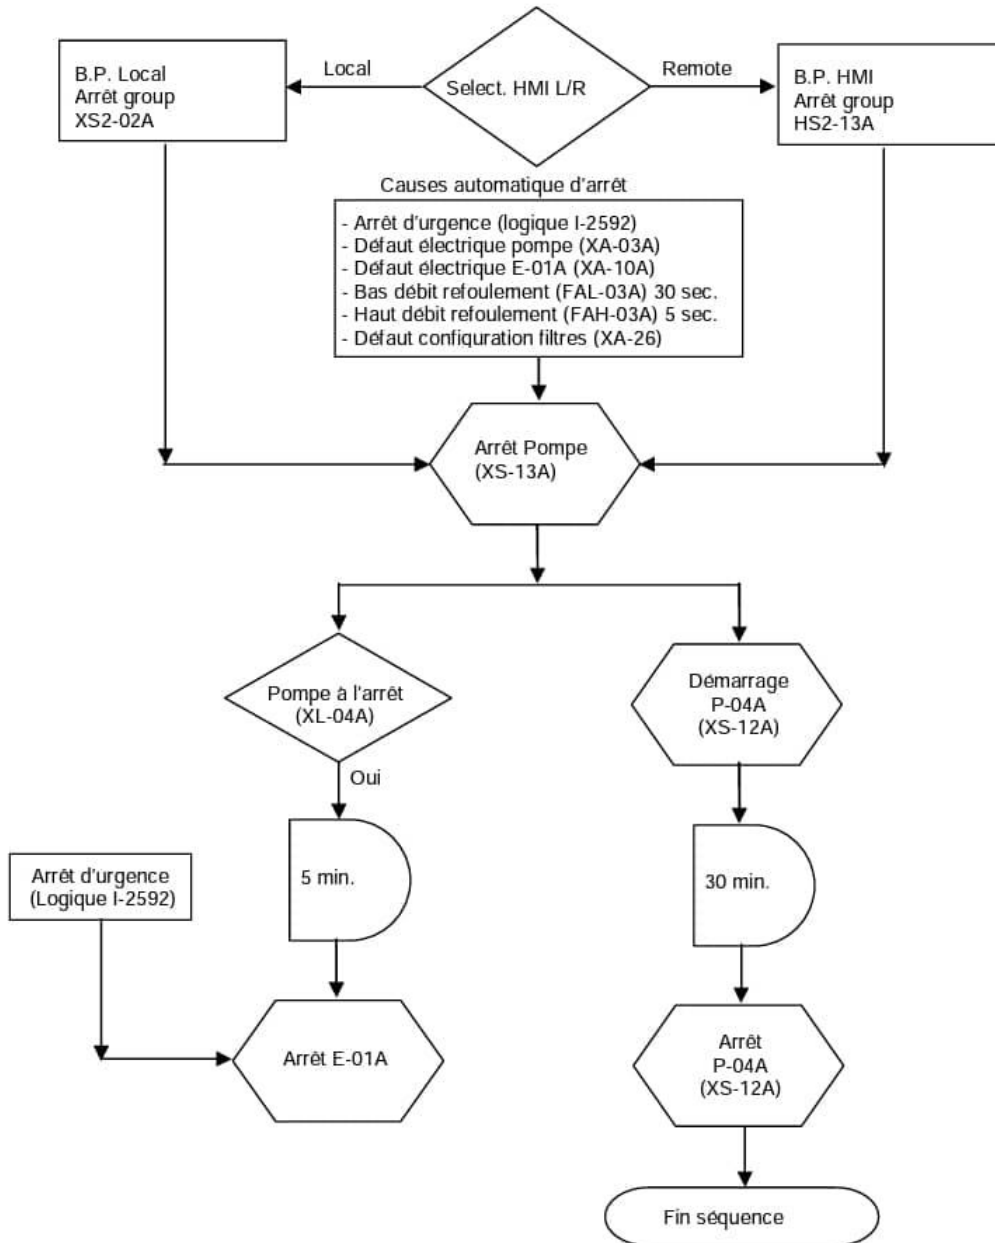 B.P. Local
Arrêt group
XS2-02A
Local
Select. HMI L/R
Remote
B.P. HMI
Arrêt group
HS2-13A
Causes automatique d'arrêt
- Arrêt d'urgence (logique I-2592)
- Défaut électrique pompe (XA-03A)
- Défaut électrique E-01A (XA-10A)
- Bas débit refoulement (FAL-03A) 30 sec.
- Haut débit refoulement (FAH-03A) 5 sec.
- Défaut configuration filtres (XA-26)
Arrêt Pompe
(XS-13A)
Pompe à l'arrêt
(XL-04A)
Oui
Démarrage
P-04A
(XS-12A)
5 min.
30 min.
Arrêt d'urgence
(Logique I-2592)
Arrêt E-01A
Arrêt
P-04A
(XS-12A)
Fin séquence